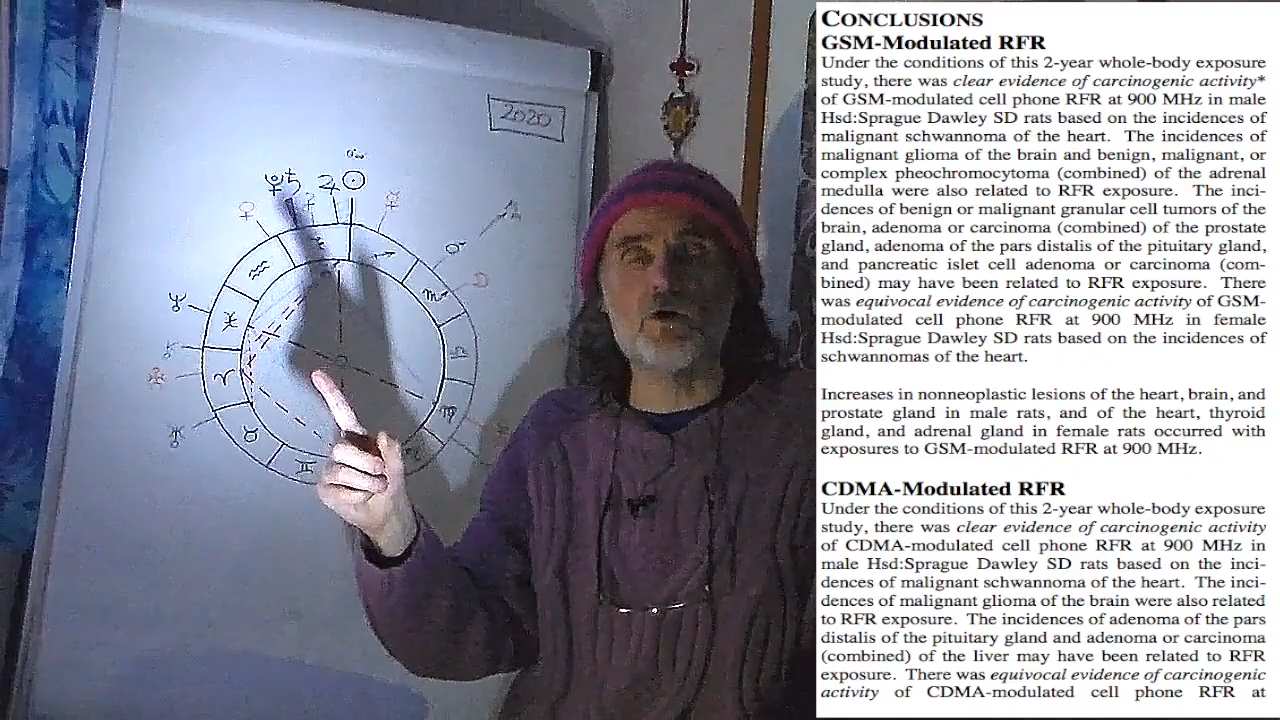 2020
CONCLUSIONS
GSM-Modulated RFR
Under the conditions of this 2-year whole-body exposure
study, there was clear evidence of carcinogenic activity*
of GSM-modulated cell phone RFR at 900 MHz in male
Hsd:Sprague Dawley SD rats based on the incidences of
malignant schwannoma of the heart. The incidences of
malignant glioma of the brain and benign, malignant, or
complex pheochromocytoma (combined) of the adrenal
medulla were also related to RFR exposure. The inci-
dences of benign or malignant granular cell tumors of the
brain, adenoma or carcinoma (combined) of the prostate
gland, adenoma of the pars distalis of the pituitary gland,
and pancreatic islet cell adenoma or carcinoma (com-
bined) may have been related to RFR exposure. There
was equivocal evidence of carcinogenic activity of GSM-
modulated cell phone RFR at 900 MHz in female
Hsd:Sprague Dawley SD rats based on the incidences of
schwannomas of the heart.
Increases in nonneoplastic lesions of the heart, brain, and
prostate gland in male rats, and of the heart, thyroid
gland, and adrenal gland in female rats occurred with
exposures to GSM-modulated RFR at 900 MHz.
CDMA-Modulated RFR
Under the conditions of this 2-year whole-body exposure
study, there was clear evidence of carcinogenic activity
of CDMA-modulated cell phone RFR at 900 MHz in
male Hsd:Sprague Dawley SD rats based on the inci-
dences of malignant schwannoma of the heart. The inci-
dences of malignant glioma of the brain were also related
to RFR exposure. The incidences of adenoma of the pars
distalis of the pituitary gland and adenoma or carcinoma
(combined) of the liver may have been related to RFR
exposure. There was equivocal evidence of carcinogenic
activity of CDMA-modulated cell phone RFR at